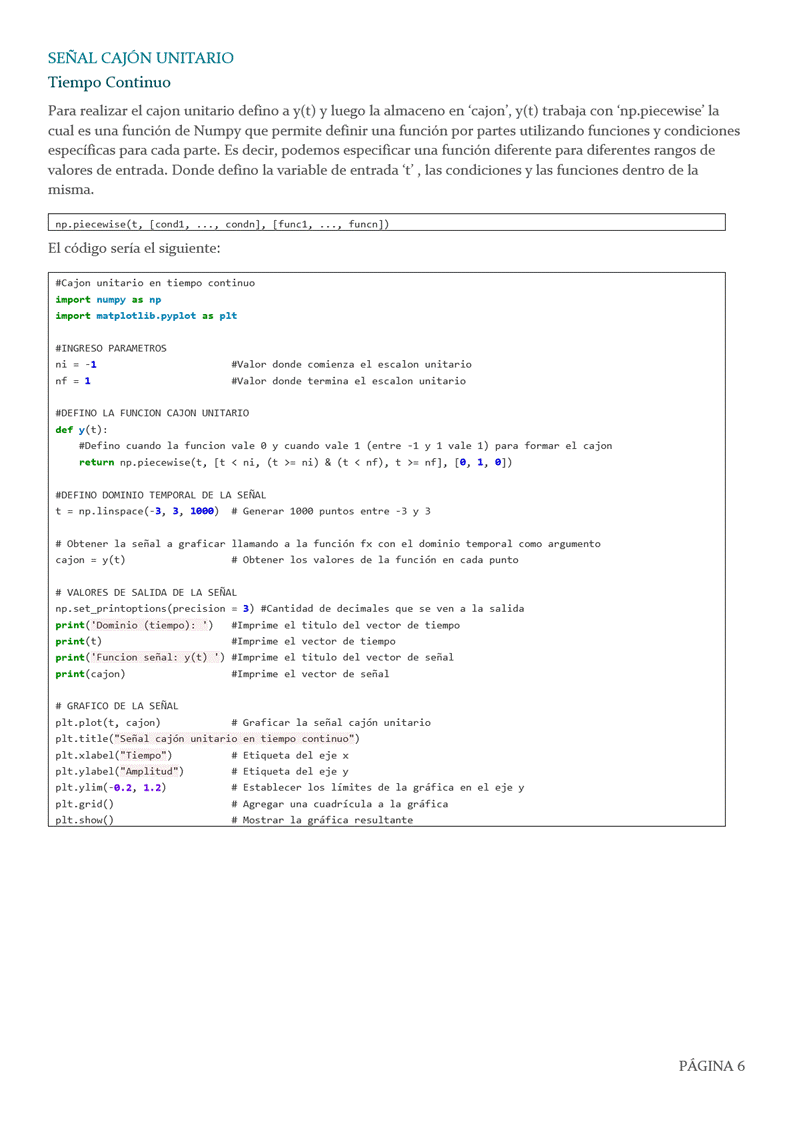 SEÑAL CAJÓN UNITARIO
Tiempo Continuo
Para realizar el cajon unitario defino a y(t) y luego la almaceno en ‘cajon’, y(t) trabaja con ‘np.piecewise’ la
cual es una función de Numpy que permite definir una función por partes utilizando funciones y condiciones
específicas para cada parte. Es decir, podemos especificar una función diferente para diferentes rangos de
valores de entrada. Donde defino la variable de entrada ‘t’ , las condiciones y las funciones dentro de la
misma.
np.piecewise(t, [cond1, ..., condn], [func1, ..., funcn])
El código sería el siguiente:
#Cajon unitario en tiempo continuo
import numpy as np
import matplotlib.pyplot as plt
#INGRESO PARAMETROS
ni = -1 #Valor donde comienza el escalon unitario
nf = 1 #Valor donde termina el escalon unitario
#DEFINO LA FUNCION CAJON UNITARIO
def y(t):
#Defino cuando la funcion vale 0 y cuando vale 1 (entre -1 y 1 vale 1) para formar el cajon
return np.piecewise(t, [t < ni, (t >= ni) & (t < nf), t >= nf], [0, 1, 0])
#DEFINO DOMINIO TEMPORAL DE LA SEÑAL
t = np.linspace(-3, 3, 1000) # Generar 1000 puntos entre -3 y 3
# Obtener la señal a graficar llamando a la función fx con el dominio temporal como argumento
cajon = y(t) # Obtener los valores de la función en cada punto
# VALORES DE SALIDA DE LA SEÑAL
np.set_printoptions(precision = 3) #Cantidad de decimales que se ven a la salida
print('Dominio (tiempo): ') #Imprime el titulo del vector de tiempo
print(t) #Imprime el vector de tiempo
print('Funcion señal: y(t) ') #Imprime el titulo del vector de señal
print(cajon) #Imprime el vector de señal
# GRAFICO DE LA SEÑAL
plt.plot(t, cajon) # Graficar la señal cajón unitario
plt.title("Señal cajón unitario en tiempo continuo")
plt.xlabel("Tiempo") # Etiqueta del eje x
plt.ylabel("Amplitud") # Etiqueta del eje y
plt.ylim(-0.2, 1.2) # Establecer los límites de la gráfica en el eje y
plt.grid() # Agregar una cuadrícula a la gráfica
plt.show() # Mostrar la gráfica resultante
PÁGINA 6